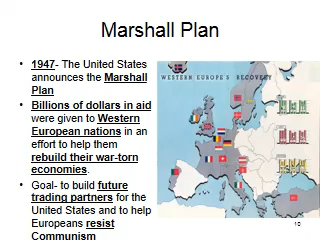 Marshall Plan
• 1947- The United States
announces the Marshall
Plan
• Billions of dollars in aid
were given to Western
European nations in an
effort to help them
rebuild their war-torn
economies.
• Goal- to build future
trading partners for the
United States and to help
Europeans resist
Communism
WESTERN EUROPE'S RECOVERY